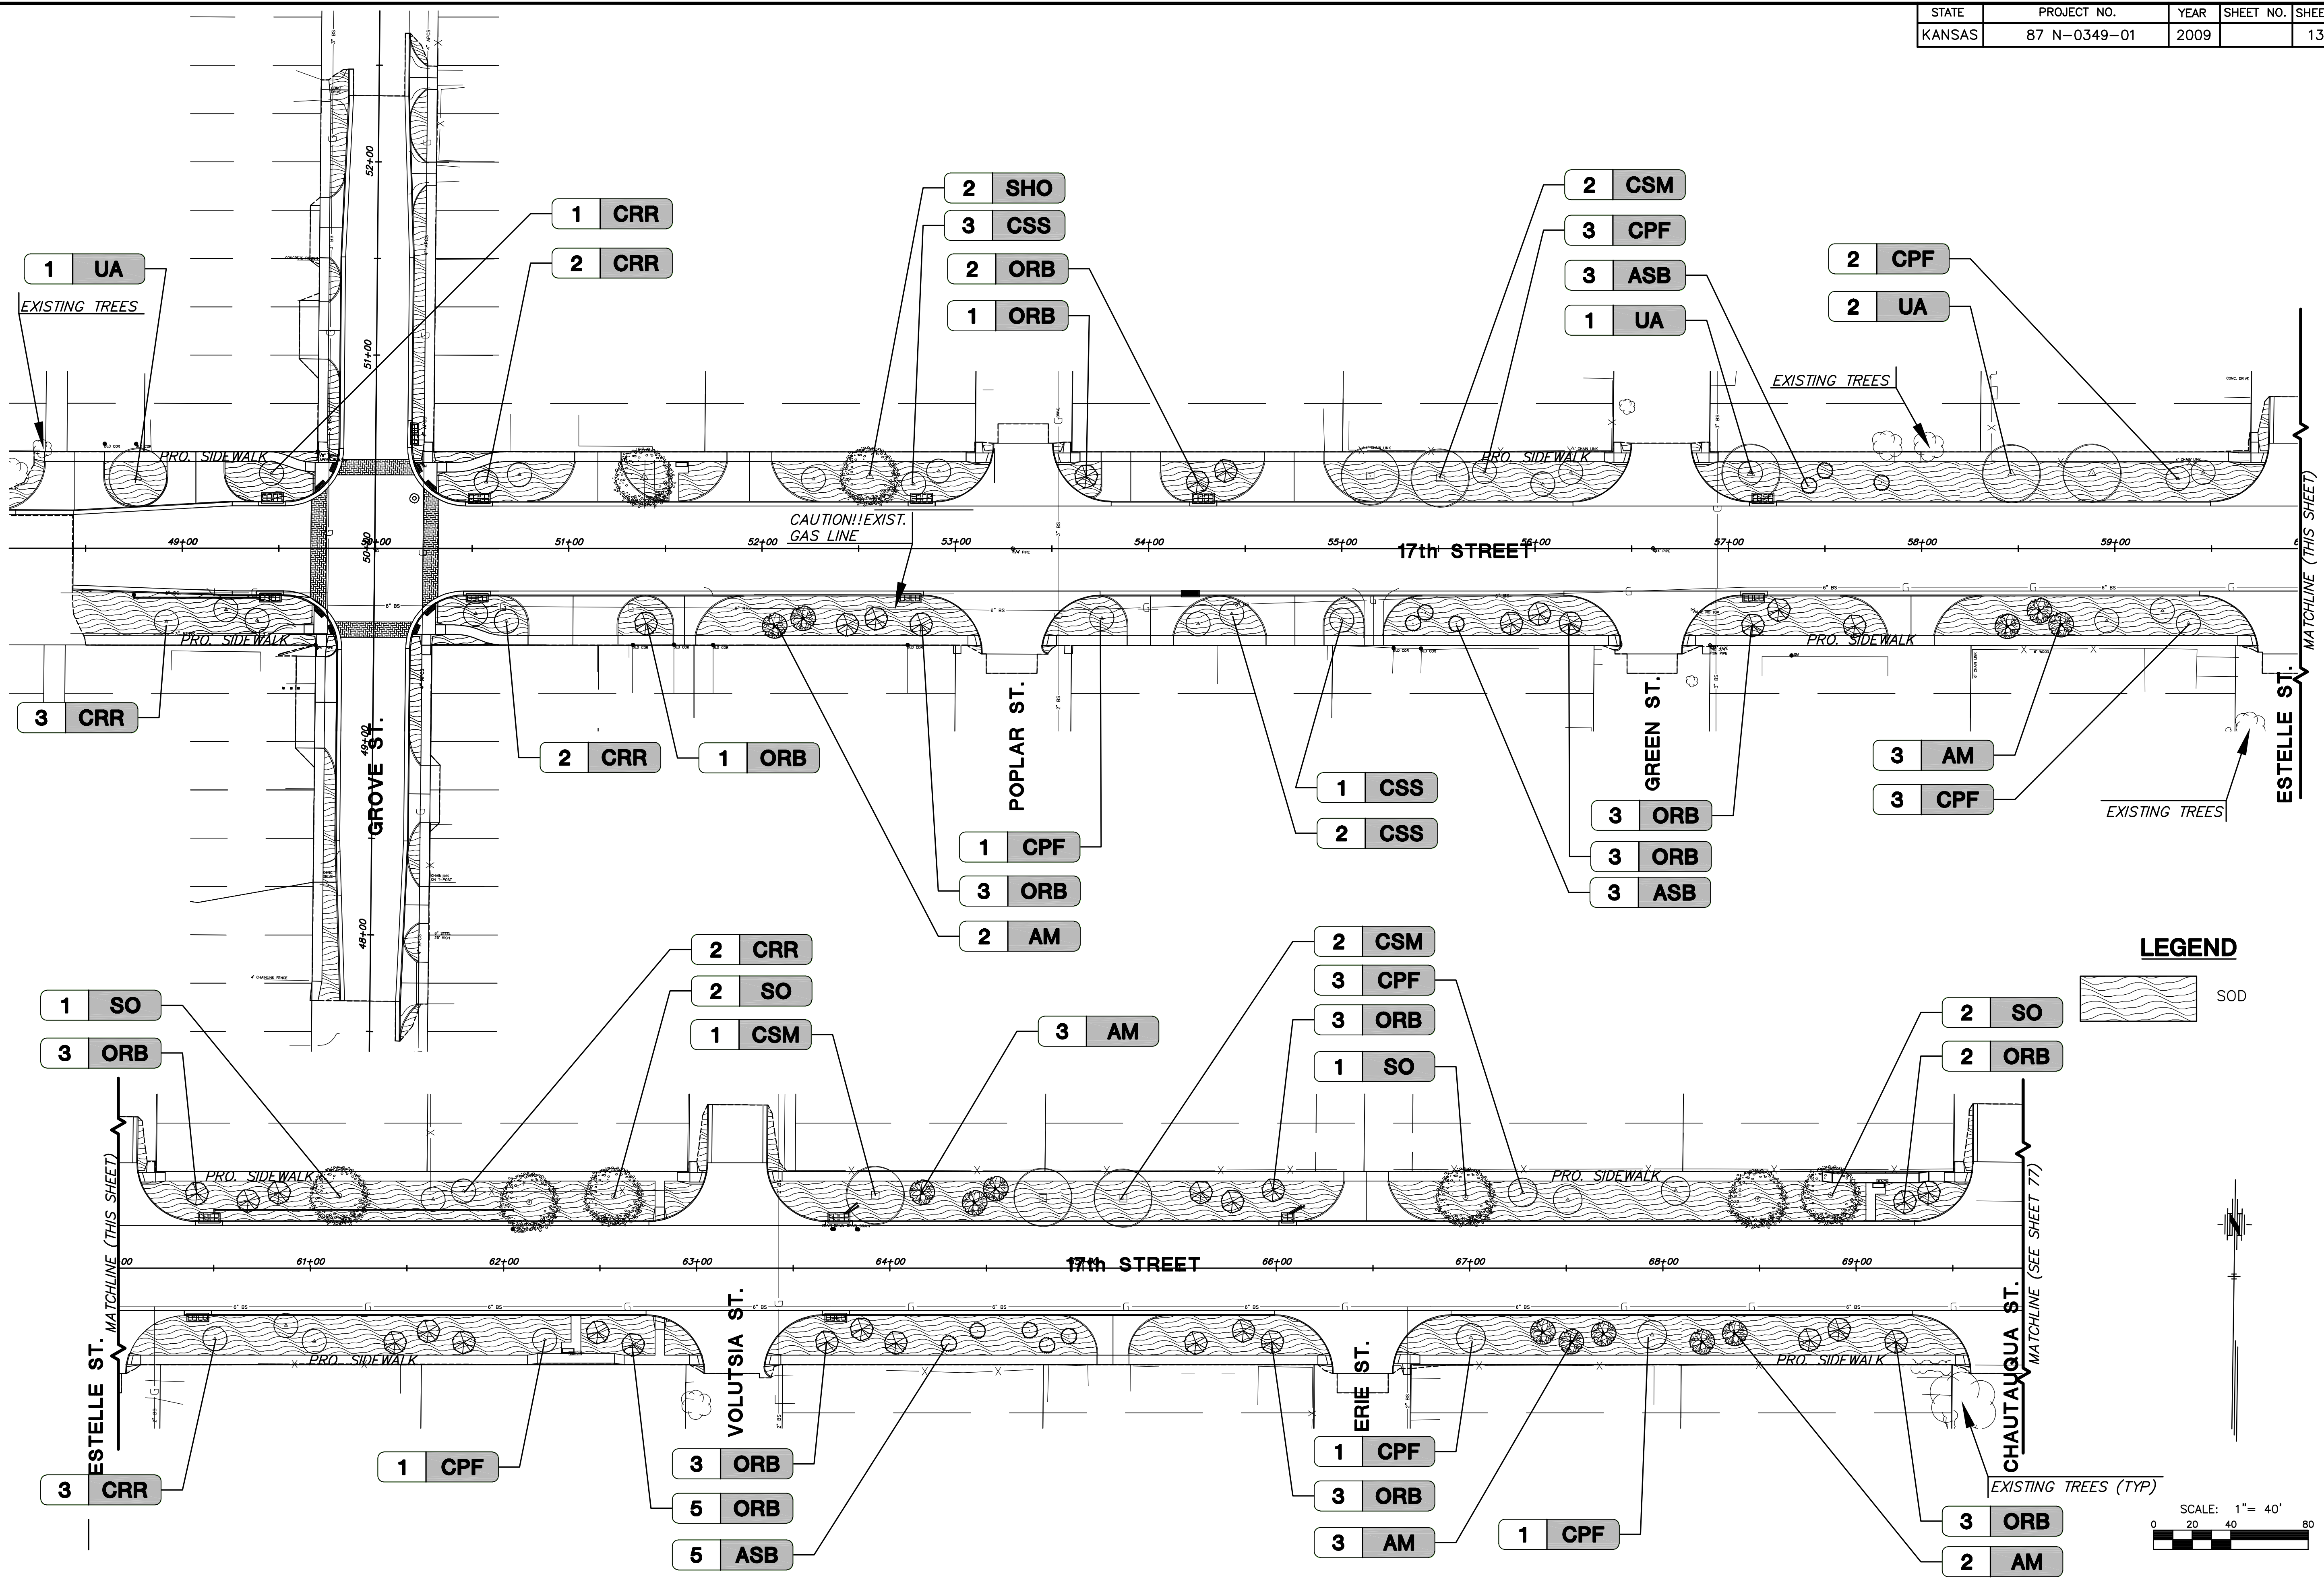 STATE PROJECT NO. YEAR SHEET NO. SHEE
KANSAS 87 N-0349-01 2009 13
2 SHO
3 CSS
2 ORB
1 ORB
2 CSM
3 CPF
3 ASB
1 UA
2 CPF
2 UA
1 CRR
2 CRR
1 UA
EXISTING TREES
EXISTING TREES
52+00
51+00
PRO. SIDEWALK
PRO. SIDEWALK
CAUTION!!EXIST.
GAS LINE
49+00 50+00 51+00 52+00 53+00 54+00 55+00 56+00 57+00 58+00 59+00
17th STREET
MATCHLINE (THIS SHEET)
PRO. SIDEWALK
PRO. SIDEWALK
3 CRR
49+00
GROVE ST.
48+00
2 CRR
1 ORB
POPLAR ST.
1 CPF
3 ORB
2 AM
1 CSS
2 CSS
GREEN ST.
3 ORB
3 ORB
3 ASB
3 AM
3 CPF
EXISTING TREES
ESTELLE ST.
LEGEND
SOD
1 SO
3 ORB
2 CRR
2 SO
1 CSM
3 AM
2 CSM
3 CPF
3 ORB
1 SO
2 SO
2 ORB
PRO. SIDEWALK
PRO. SIDEWALK
MATCHLINE (THIS SHEET)
61+00 62+00 63+00 64+00 66+00 67+00 68+00 69+00
17th STREET
MATCHLINE (SEE SHEET 77)
PRO. SIDEWALK
PRO. SIDEWALK
ESTELLE ST.
VOLUTSIA ST.
ERIE ST.
CHAUTAUQUA ST.
3 CRR
1 CPF
3 ORB
5 ORB
5 ASB
1 CPF
3 ORB
3 AM
1 CPF
EXISTING TREES (TYP)
3 ORB
2 AM
N
SCALE: 1"= 40'
0 20 40 80